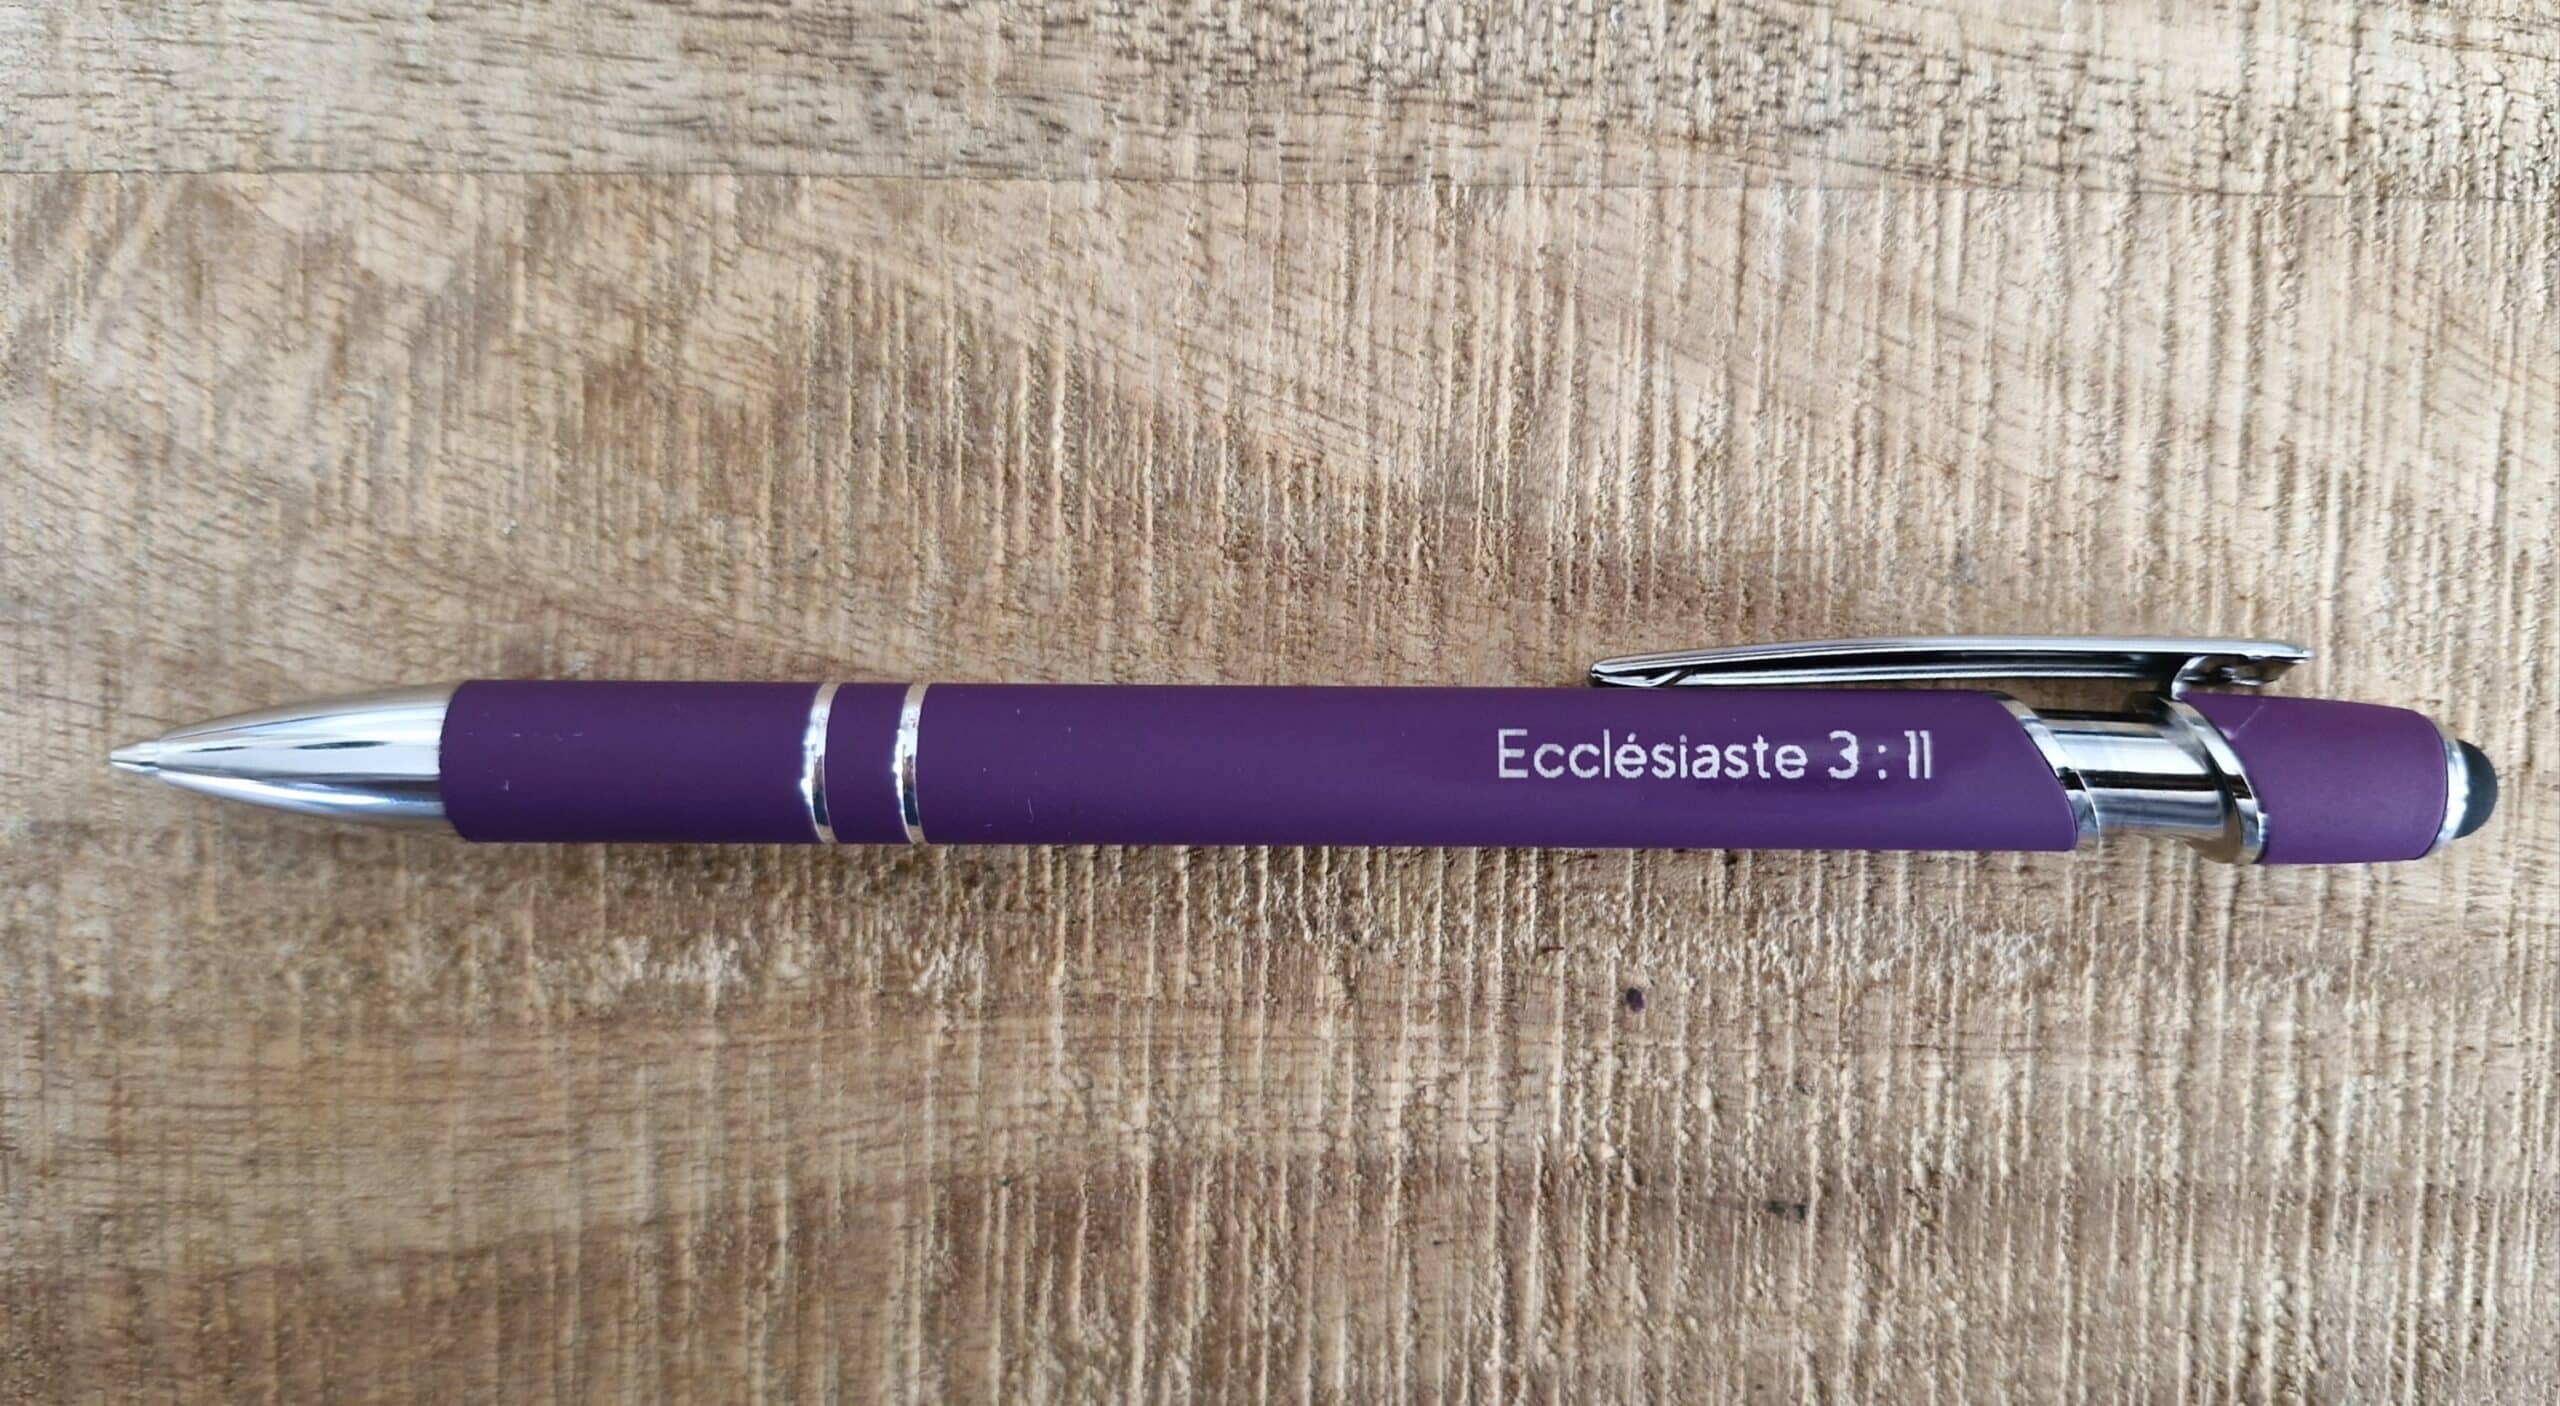 Ecclésiaste 3 : 11